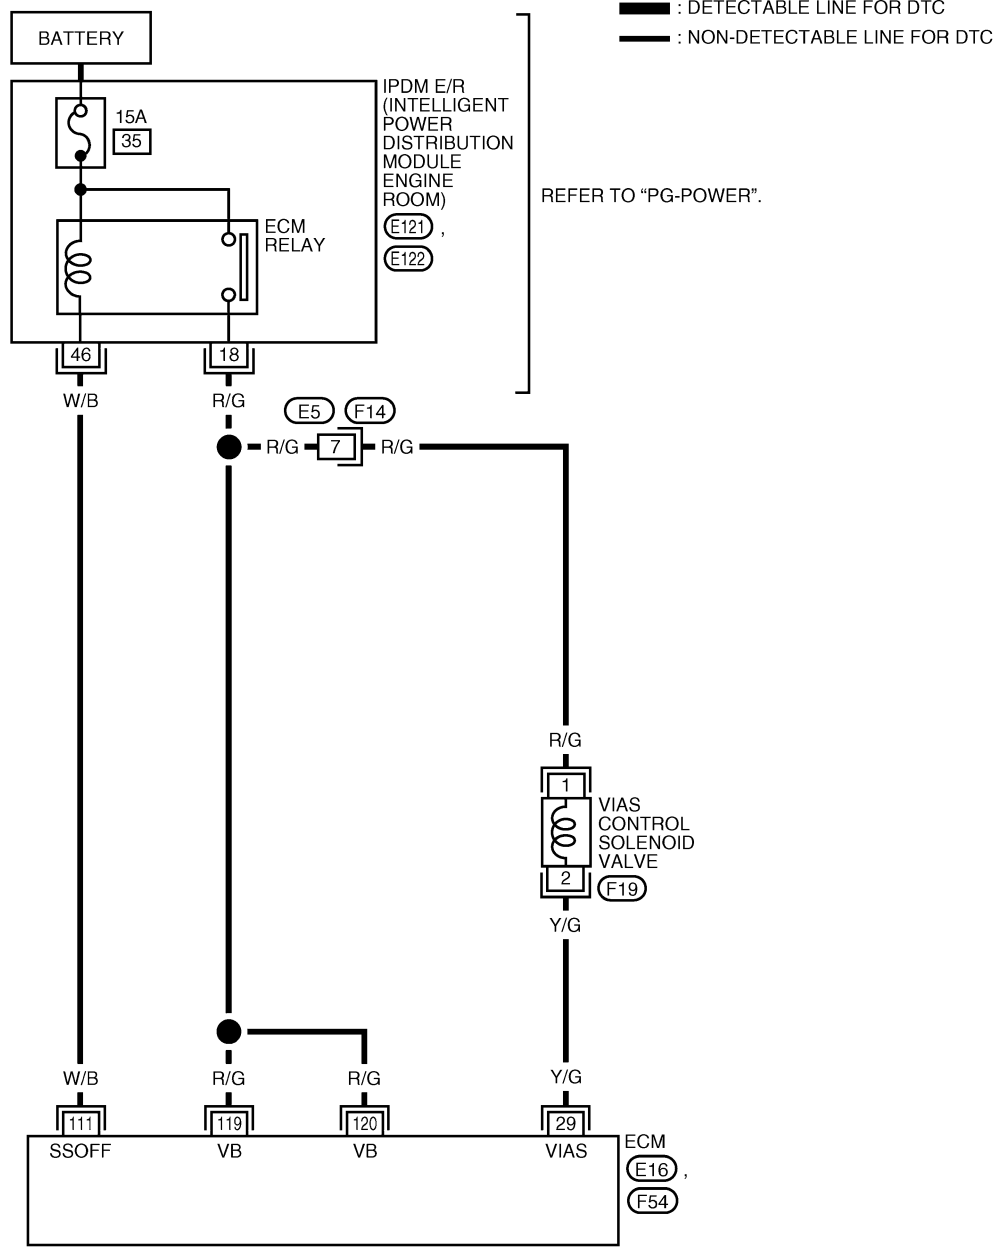 : DETECTABLE LINE FOR DTC
: NON-DETECTABLE LINE FOR DTC
BATTERY
15A
35
IPDM E/R
(INTELLIGENT
POWER
DISTRIBUTION
MODULE
ENGINE
ROOM)
E121 ,
E122
REFER TO “PG-POWER”.
ECM
RELAY
46
18
W/B
R/G
E5
F14
R/G
7
R/G
R/G
1
VIAS
CONTROL
SOLENOID
VALVE
2
F19
Y/G
W/B
R/G
R/G
Y/G
111
119
120
29
SSOFF
VB
VB
VIAS
ECM
E16 ,
F54